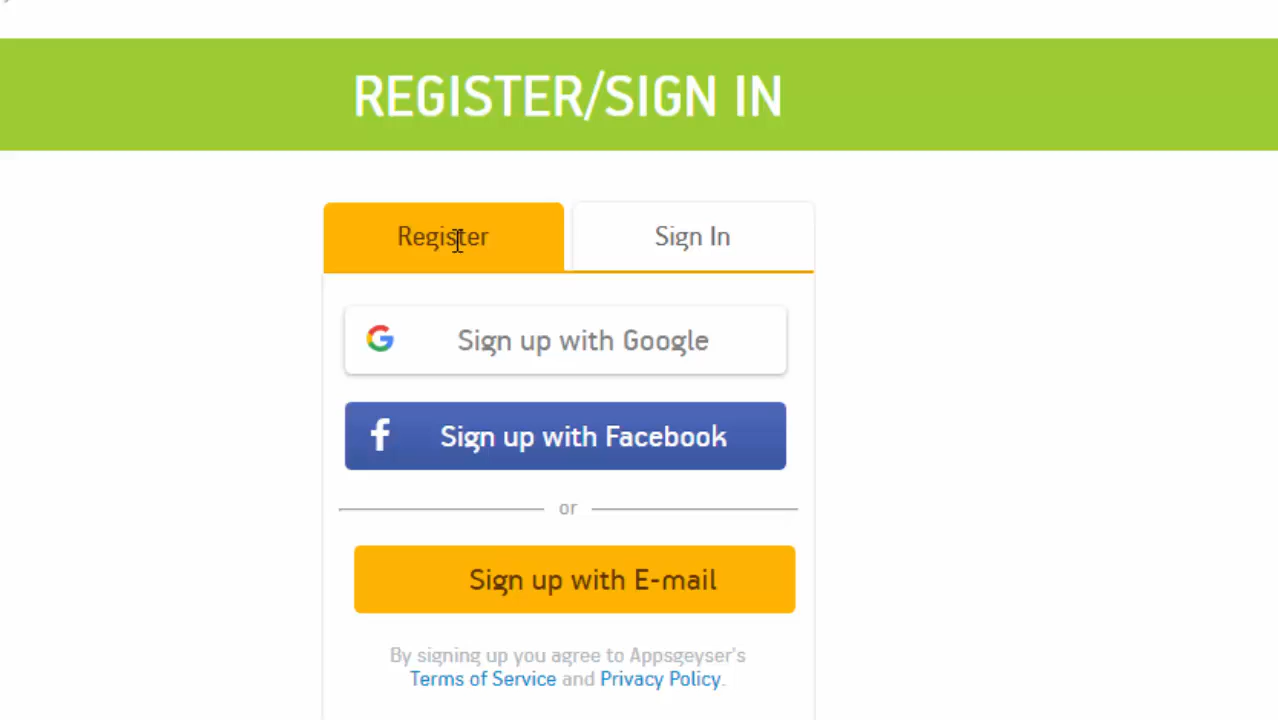 REGISTER/SIGN IN
Register
Sign In
Sign up with Google
Sign up with Facebook
or
Sign up with E-mail
By signing up you agree to Appsgeyser's
Terms of Service and Privacy Policy.